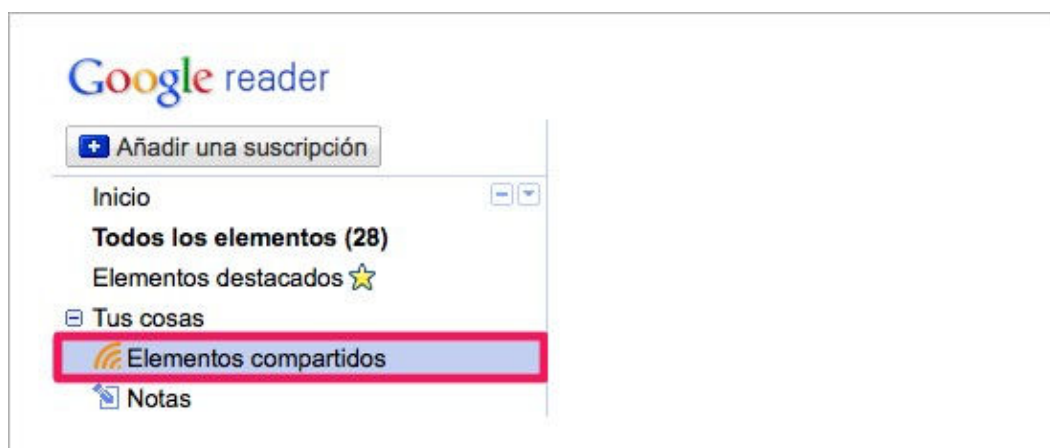 Google reader
Añadir una suscripción
Inicio
Todos los elementos (28)
Elementos destacados
Tus cosas
Elementos compartidos
Notas